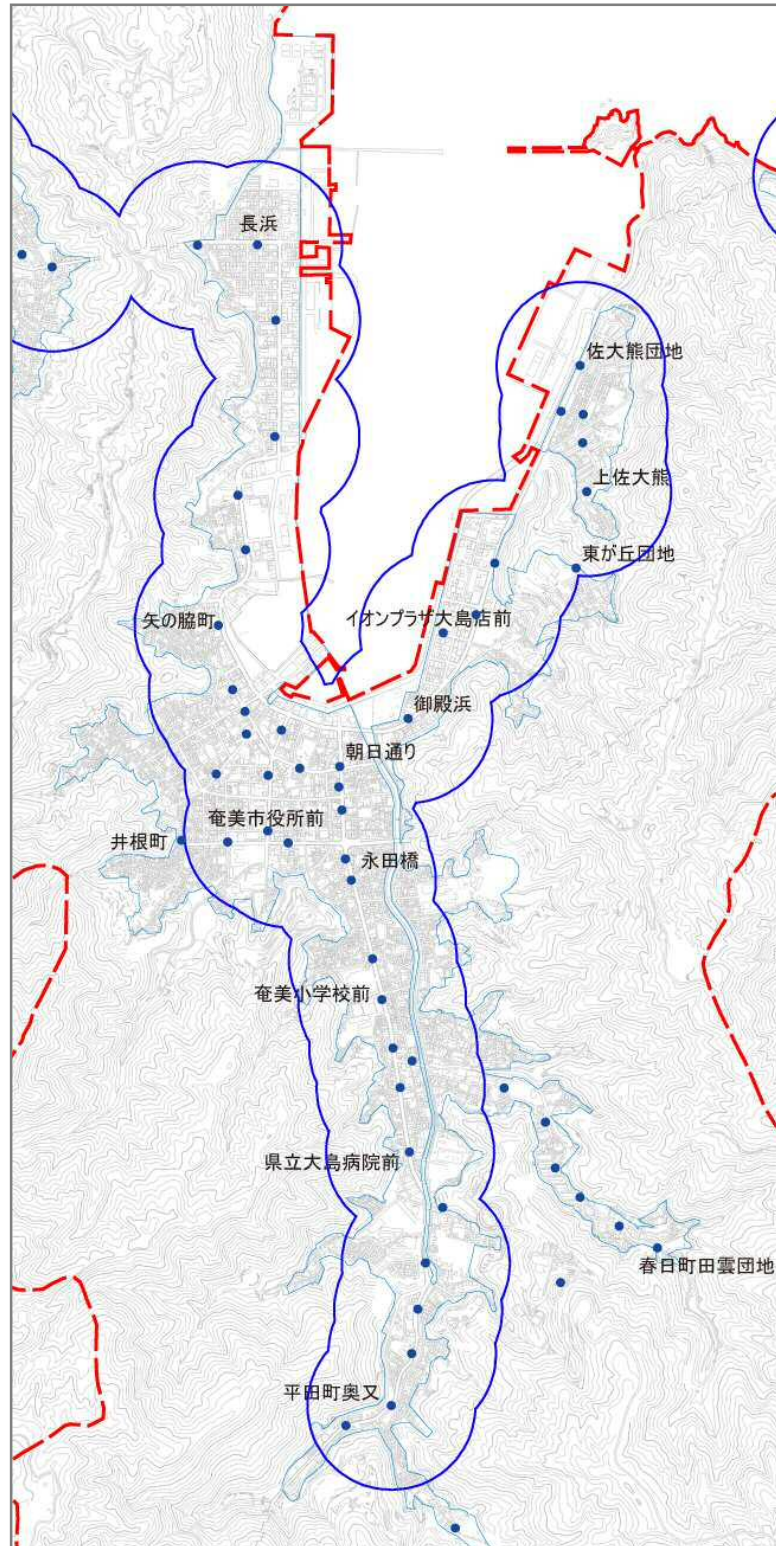 長浜
佐大熊団地
上佐大熊
東が丘団地
矢の脇町
イオンプラザ大島店前
御殿浜
朝日通り
奄美市役所前
井根町
永田橋
奄美小学校前
県立大島病院前
春日町田雲団地
平田町奥又